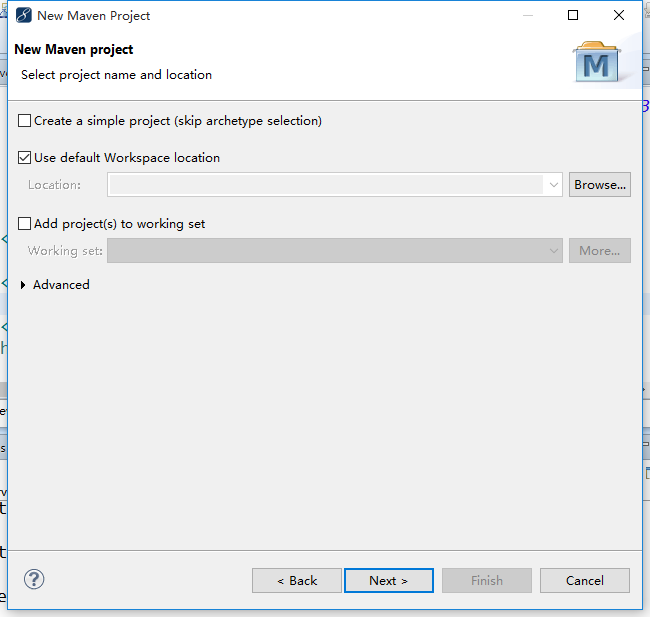 New Maven Project
New Maven project
Select project name and location
M
Create a simple project (skip archetype selection)
Use default Workspace location
Location:
Browse...
Add project(s) to working set
Working set:
More...
Advanced
?
< Back
Next >
Finish
Cancel